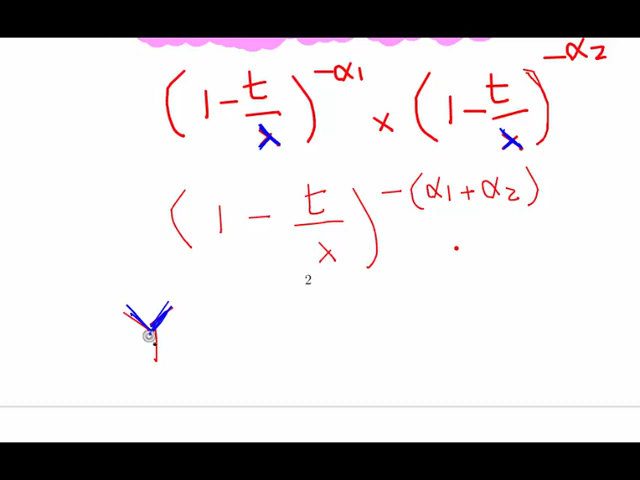 (1 - t/x)^{-α1} × (1 - t/x)^{-α2}
(1 - t/x)^{-(α1+α2)} .
2
Y